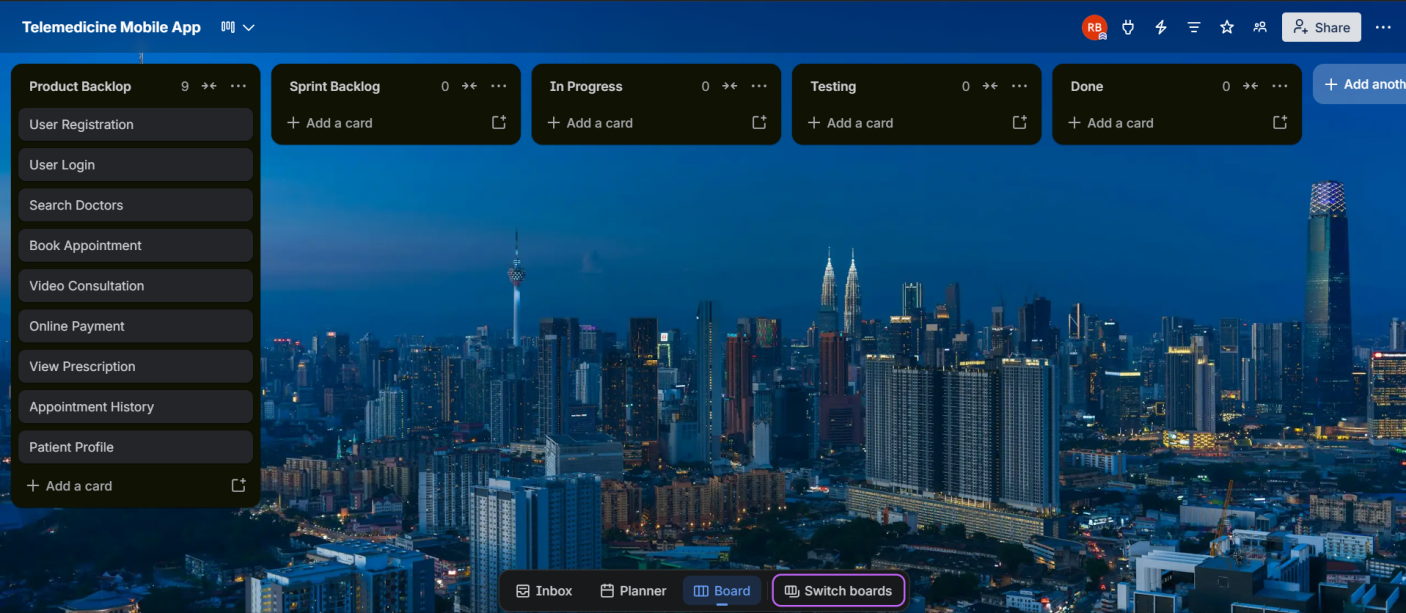 Telemedicine Mobile App
RB
Share
Product Backlop 9
User Registration
User Login
Search Doctors
Book Appointment
Video Consultation
Online Payment
View Prescription
Appointment History
Patient Profile
Add a card
Sprint Backlog 0
Add a card
In Progress 0
Add a card
Testing 0
Add a card
Done 0
Add a card
Add anoth
Inbox
Planner
Board
Switch boards